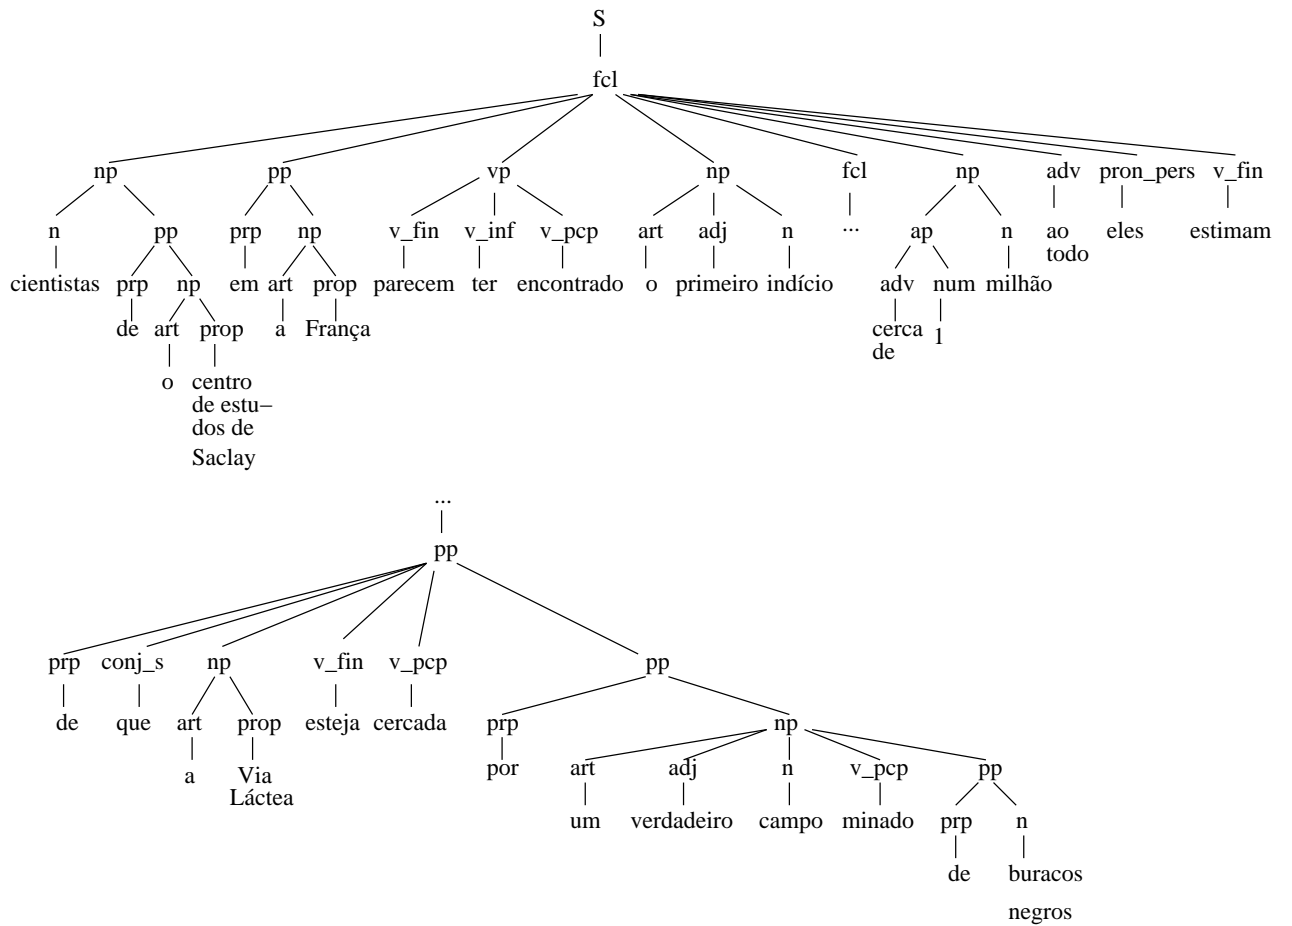 S
fcl
np pp vp np fcl np adv pron_pers v_fin
n pp prp np v_fin v_inf v_pcp art adj n ... ap n ao eles estimam
todo
cientistas prp np em art prop parecem ter encontrado o primeiro indício adv num milhão
de art prop a França cerca 1
de
o centro
de estu–
dos de
Saclay
...
pp
prp conj_s np v_fin v_pcp pp
de que art prop esteja cercada prp np
a Via por art adj n v_pcp pp
Láctea
um verdadeiro campo minado prp n
de buracos
negros